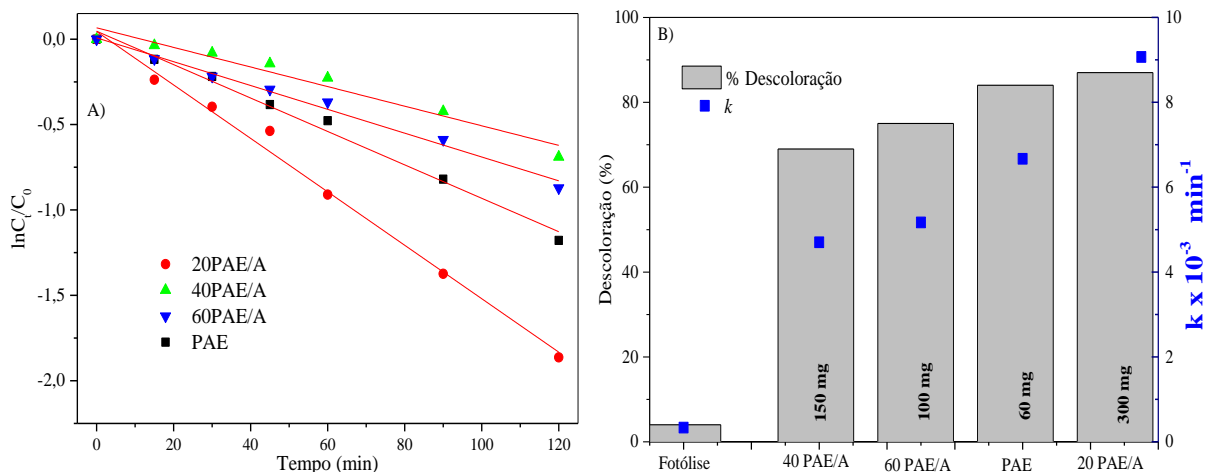 A)
0,0
-0,5
-1,0
-1,5
-2,0
lnCt/C0
20PAE/A
40PAE/A
60PAE/A
PAE
0 20 40 60 80 100 120
Tempo (min)
B)
100
80
60
40
20
0
Descoloração (%)
% Descoloração
k
150 mg
100 mg
60 mg
300 mg
Fotólise 40 PAE/A 60 PAE/A PAE 20 PAE/A
10
8
6
4
2
0
k x 10-3 min-1